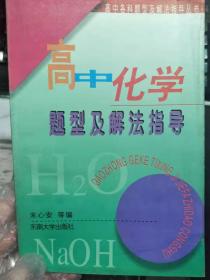 高中各科题型及解法指导丛书
高中化学
题型及解法指导
GAOZHONG GEKE TIXING JI JIEFA ZHIDAO CONGSHU
H₂O
朱心安 等编
东南大学出版社
NaOH